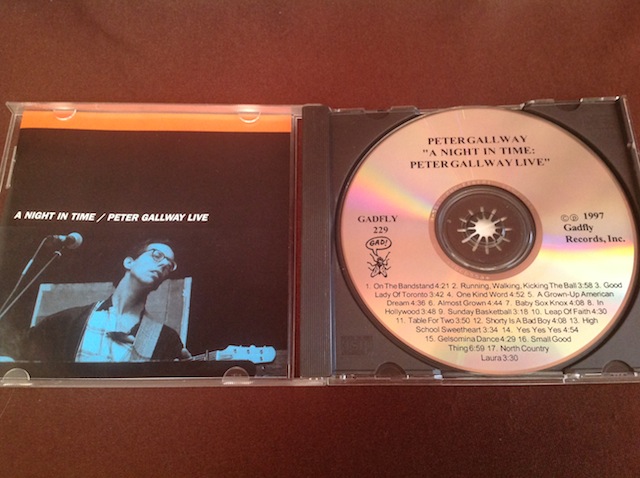 A NIGHT IN TIME / PETER GALLWAY LIVE
PETER GALLWAY
"A NIGHT IN TIME:
PETER GALLWAY LIVE"
GADFLY
229
GAD!
© ℗ 1997
Gadfly
Records, Inc.
1. On The Bandstand 4:21 2. Running, Walking, Kicking The Ball 3:58 3. Good
Lady Of Toronto 3:42 4. One Kind Word 4:52 5. A Grown-Up American
Dream 4:36 6. Almost Grown 4:44 7. Baby Sox Knox 4:08 8. In
Hollywood 3:48 9. Sunday Basketball 3:18 10. Leap Of Faith 4:30
11. Table For Two 3:50 12. Shorty Is A Bad Boy 4:08 13. High
School Sweetheart 3:34 14. Yes Yes Yes 4:54
15. Gelsomina Dance 4:29 16. Small Good
Thing 6:59 17. North Country
Laura 3:30